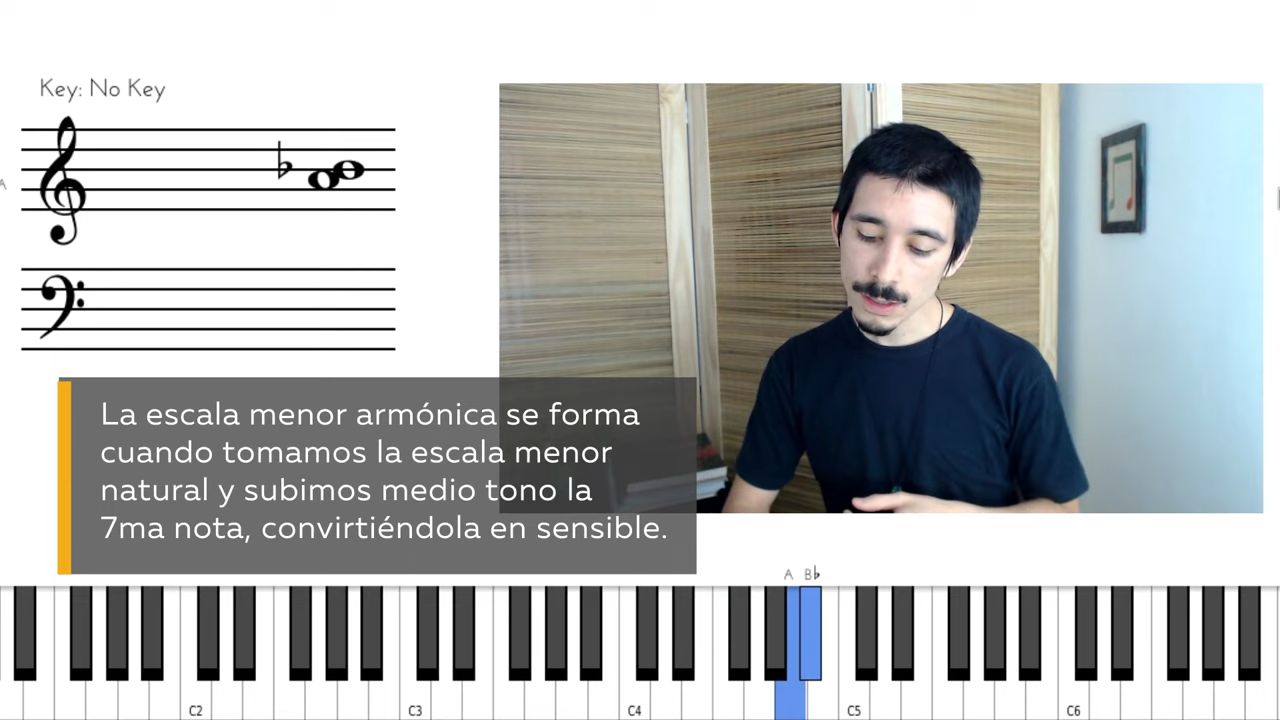 Key: No Key
A
La escala menor armónica se forma
cuando tomamos la escala menor
natural y subimos medio tono la
7ma nota, convirtiéndola en sensible.
A B♭
C2 C3 C4 C5 C6